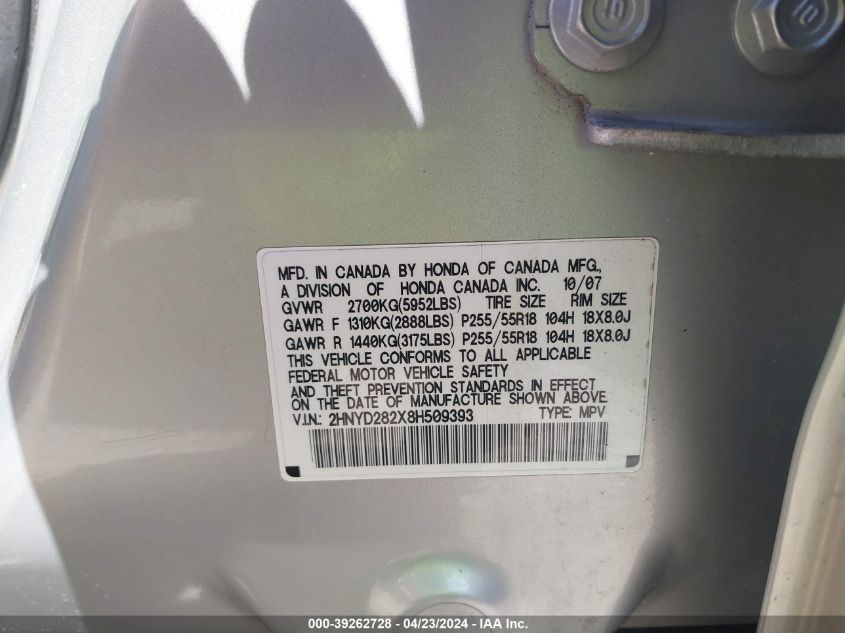 10
10
MFD. IN CANADA BY HONDA OF CANADA MFG.,
A DIVISION OF HONDA CANADA INC. 10/07
GVWR 2700KG(5952LBS) TIRE SIZE RIM SIZE
GAWR F 1310KG(2888LBS) P255/55R18 104H 18X8.0J
GAWR R 1440KG(3175LBS) P255/55R18 104H 18X8.0J
THIS VEHICLE CONFORMS TO ALL APPLICABLE
FEDERAL MOTOR VEHICLE SAFETY
AND THEFT PREVENTION STANDARDS IN EFFECT
ON THE DATE OF MANUFACTURE SHOWN ABOVE.
V.I.N.: 2HNYD282X8H509393 TYPE: MPV
000-39262728 - 04/23/2024 - IAA Inc.